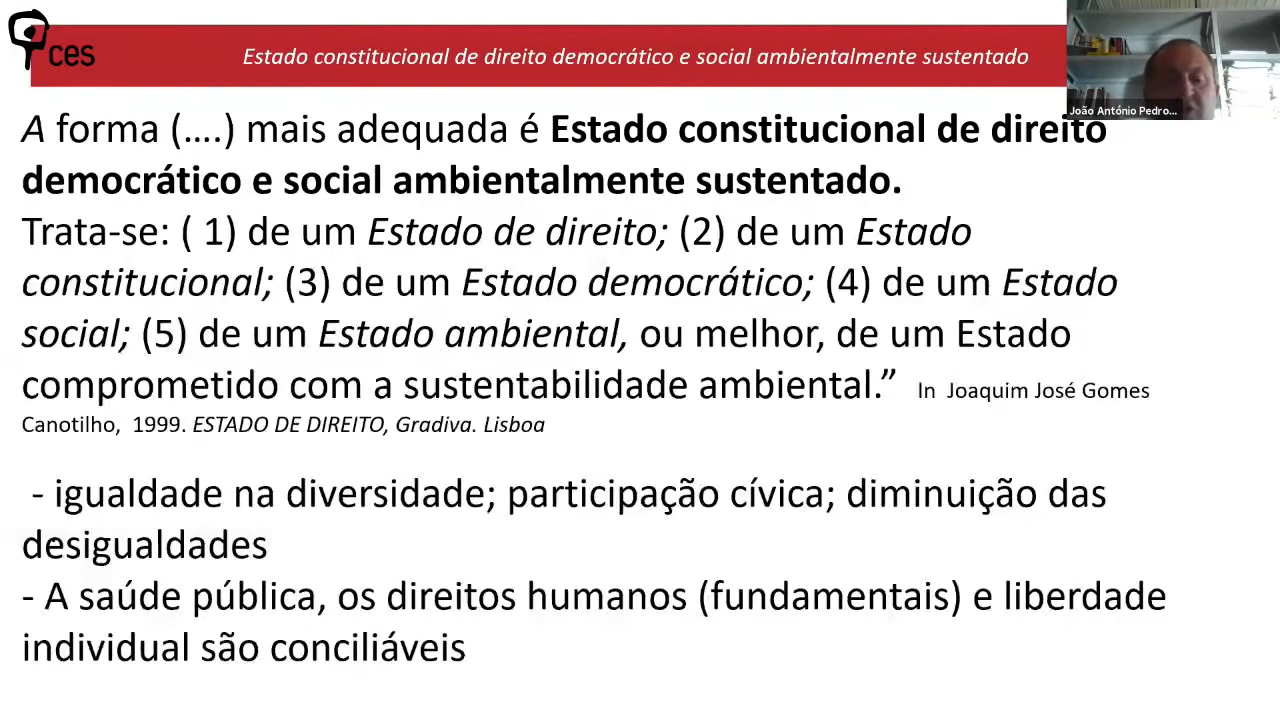 ces
Estado constitucional de direito democrático e social ambientalmente sustentado
João António Pedro...
A forma (....) mais adequada é Estado constitucional de direito
democrático e social ambientalmente sustentado.
Trata-se: ( 1) de um Estado de direito; (2) de um Estado
constitucional; (3) de um Estado democrático; (4) de um Estado
social; (5) de um Estado ambiental, ou melhor, de um Estado
comprometido com a sustentabilidade ambiental.” In Joaquim José Gomes
Canotilho, 1999. ESTADO DE DIREITO, Gradiva. Lisboa
- igualdade na diversidade; participação cívica; diminuição das
desigualdades
- A saúde pública, os direitos humanos (fundamentais) e liberdade
individual são conciliáveis